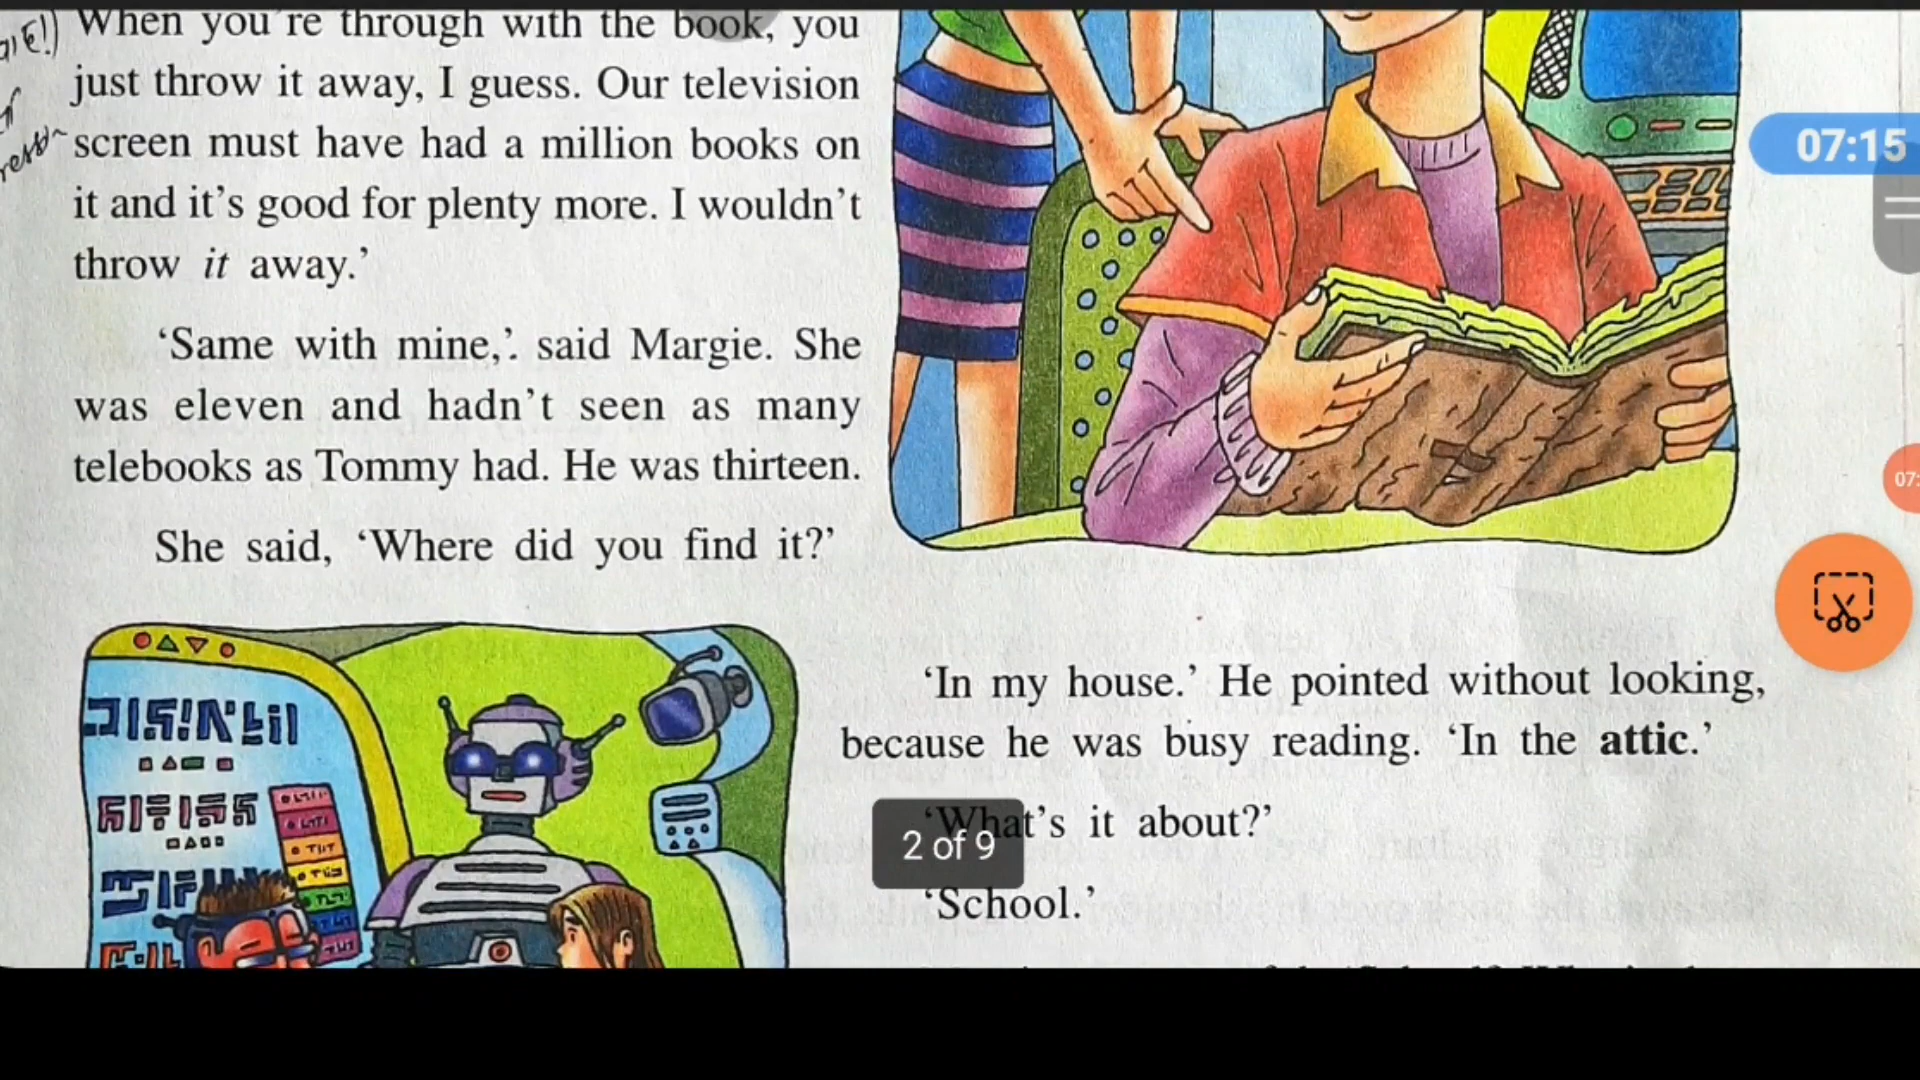 When you're through with the book, you
just throw it away, I guess. Our television
screen must have had a million books on
it and it's good for plenty more. I wouldn't
throw it away.'
'Same with mine,'. said Margie. She
was eleven and hadn't seen as many
telebooks as Tommy had. He was thirteen.
She said, 'Where did you find it?'
'In my house.' He pointed without looking,
because he was busy reading. 'In the attic.'
'What's it about?'
'School.'
2 of 9
07:15
07: